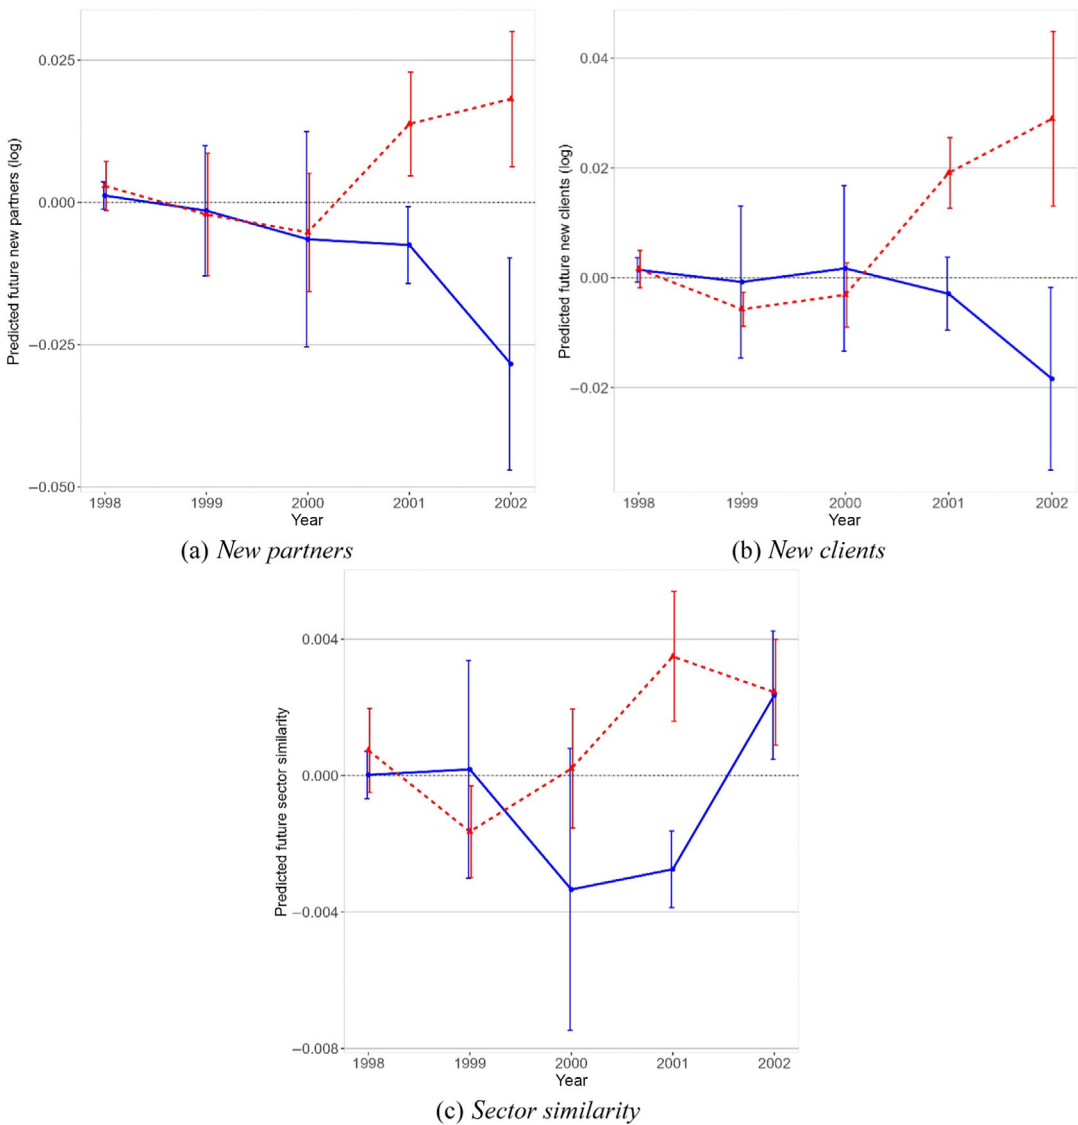 Predicted future new partners (log)
0.025
0.000
−0.025
−0.050
1998 1999 2000 2001 2002
Year
(a) New partners
Predicted future new clients (log)
0.04
0.02
0.00
−0.02
1998 1999 2000 2001 2002
Year
(b) New clients
Predicted future sector similarity
0.004
0.000
−0.004
−0.008
1998 1999 2000 2001 2002
Year
(c) Sector similarity